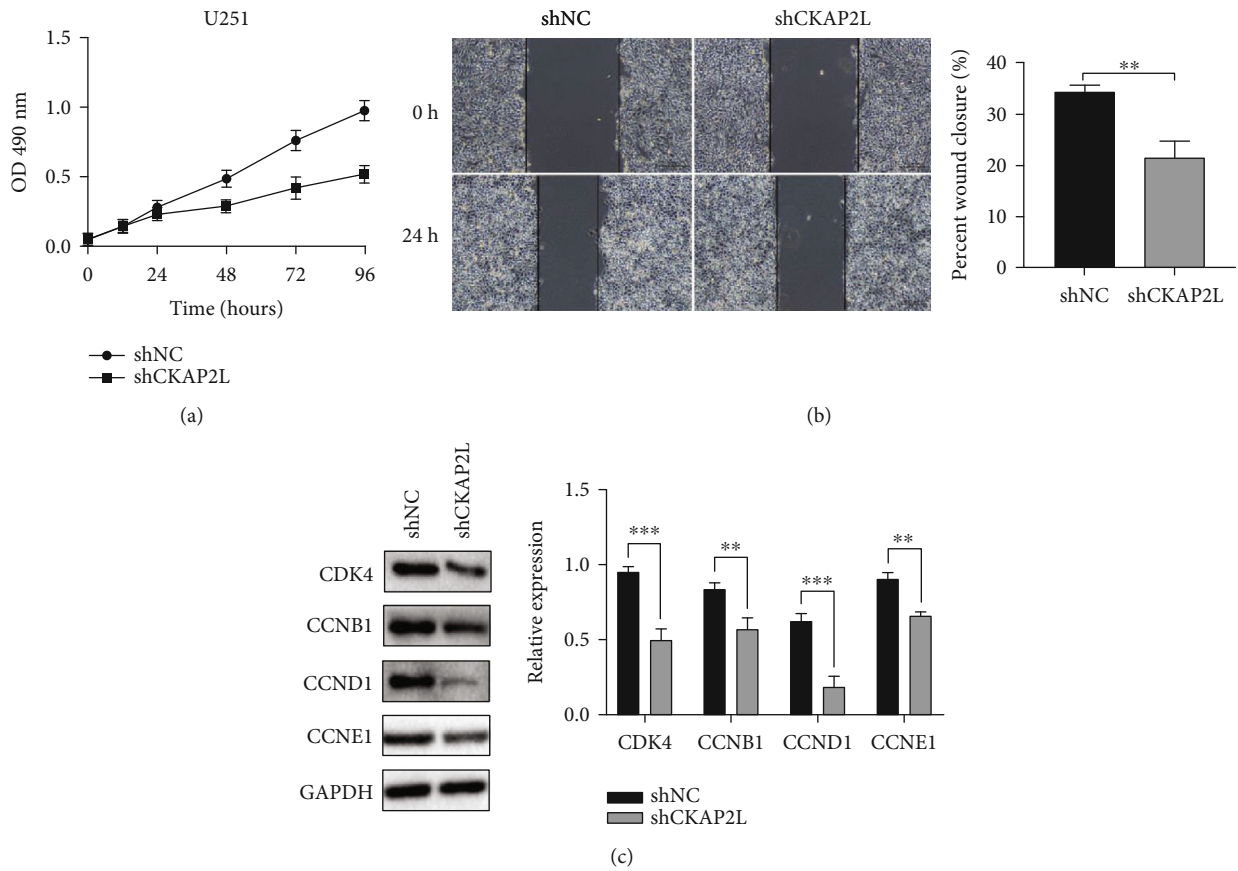 U251
OD 490 nm
1.5
1.0
0.5
0.0
0 24 48 72 96
Time (hours)
shNC
shCKAP2L
(a)
shNC shCKAP2L
0 h
24 h
Percent wound closure (%)
40
30
20
10
0
**
shNC shCKAP2L
(b)
shNC
shCKAP2L
CDK4
CCNB1
CCND1
CCNE1
GAPDH
Relative expression
1.5
1.0
0.5
0.0
*** ** *** **
CDK4 CCNB1 CCND1 CCNE1
shNC
shCKAP2L
(c)